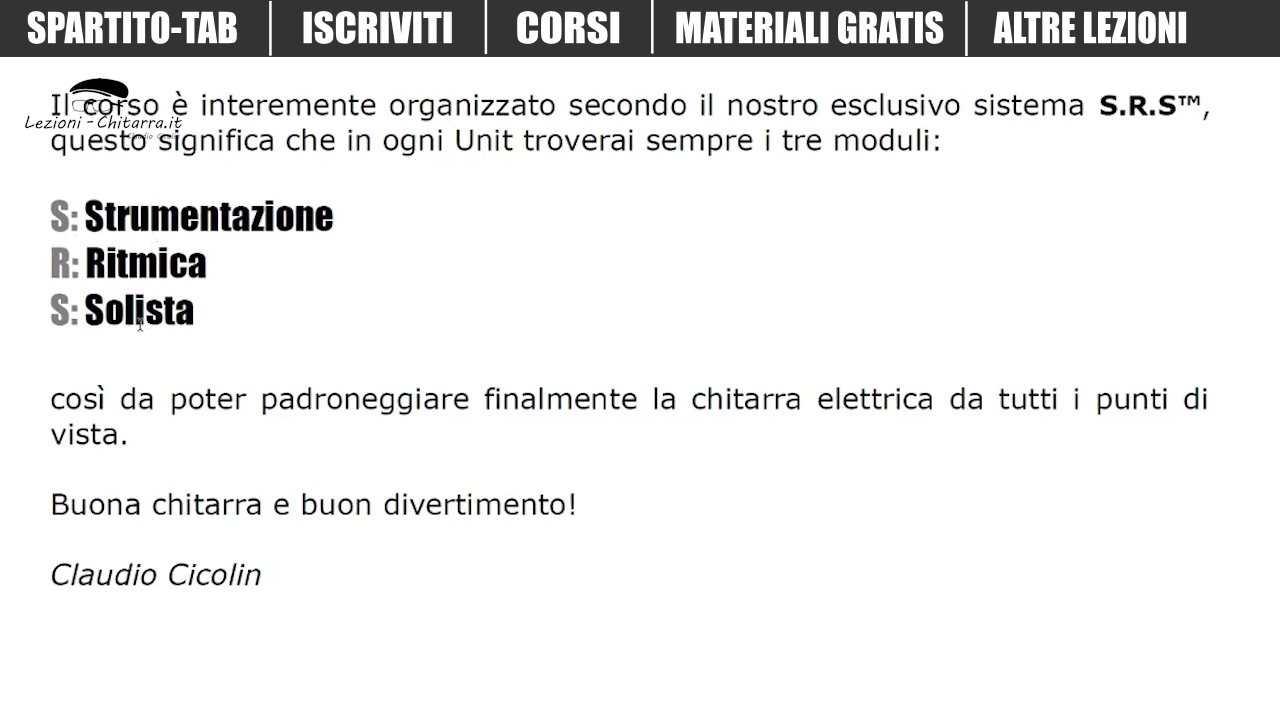 SPARTITO-TAB ISCRIVITI CORSI MATERIALI GRATIS ALTRE LEZIONI
Il corso è interemente organizzato secondo il nostro esclusivo sistema S.R.S™,
Lezioni - Chitarra.it
questo significa che in ogni Unit troverai sempre i tre moduli:
S: Strumentazione
R: Ritmica
S: Solista
così da poter padroneggiare finalmente la chitarra elettrica da tutti i punti di
vista.
Buona chitarra e buon divertimento!
Claudio Cicolin